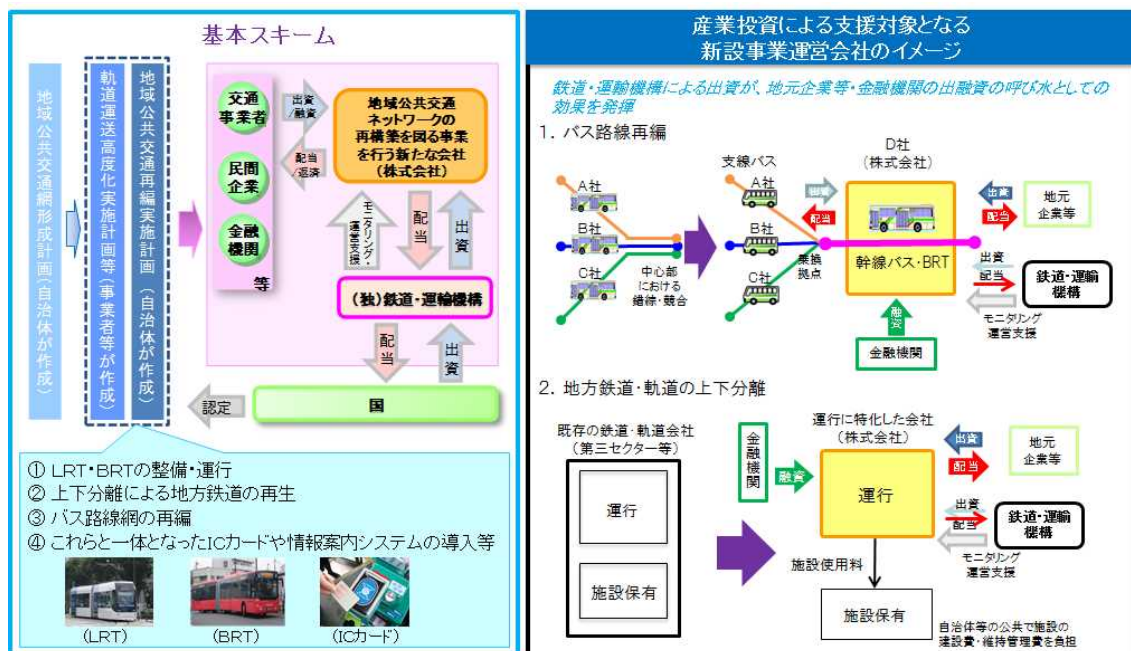 基本スキーム
地域公共交通網形成計画(自治体が作成)
軌道運送高度化実施計画等(事業者等が作成)
地域公共交通再編実施計画(自治体が作成)
交通
事業者
民間
企業
金融
機関
等
出資
/融資
配当
/返済
地域公共交通
ネットワークの
再構築を図る事業
を行う新たな会社
(株式会社)
モニタリング・
運営支援
配当
出資
(独)鉄道・運輸機構
配当
出資
国
認定
① LRT・BRTの整備・運行
② 上下分離による地方鉄道の再生
③ バス路線網の再編
④ これらと一体となったICカードや情報案内システムの導入等
(LRT)
(BRT)
(ICカード)
産業投資による支援対象となる
新設事業運営会社のイメージ
鉄道・運輸機構による出資が、地元企業等・金融機関の出融資の呼び水としての
効果を発揮
1. バス路線再編
A社
B社
C社
中心部
における
錯線・競合
支線バス
A社
B社
C社
乗換
拠点
出資
配当
D社
(株式会社)
幹線バス・BRT
出資
配当
地元
企業等
出資
配当
鉄道・運輸
機構
モニタリング
運営支援
融資
金融機関
2. 地方鉄道・軌道の上下分離
既存の鉄道・軌道会社
(第三セクター等)
運行
施設保有
金融機関
融資
運行に特化した会社
(株式会社)
運行
出資
配当
地元
企業等
出資
配当
鉄道・運輸
機構
モニタリング
運営支援
施設使用料
施設保有
自治体等の公共で施設の
建設費・維持管理費を負担